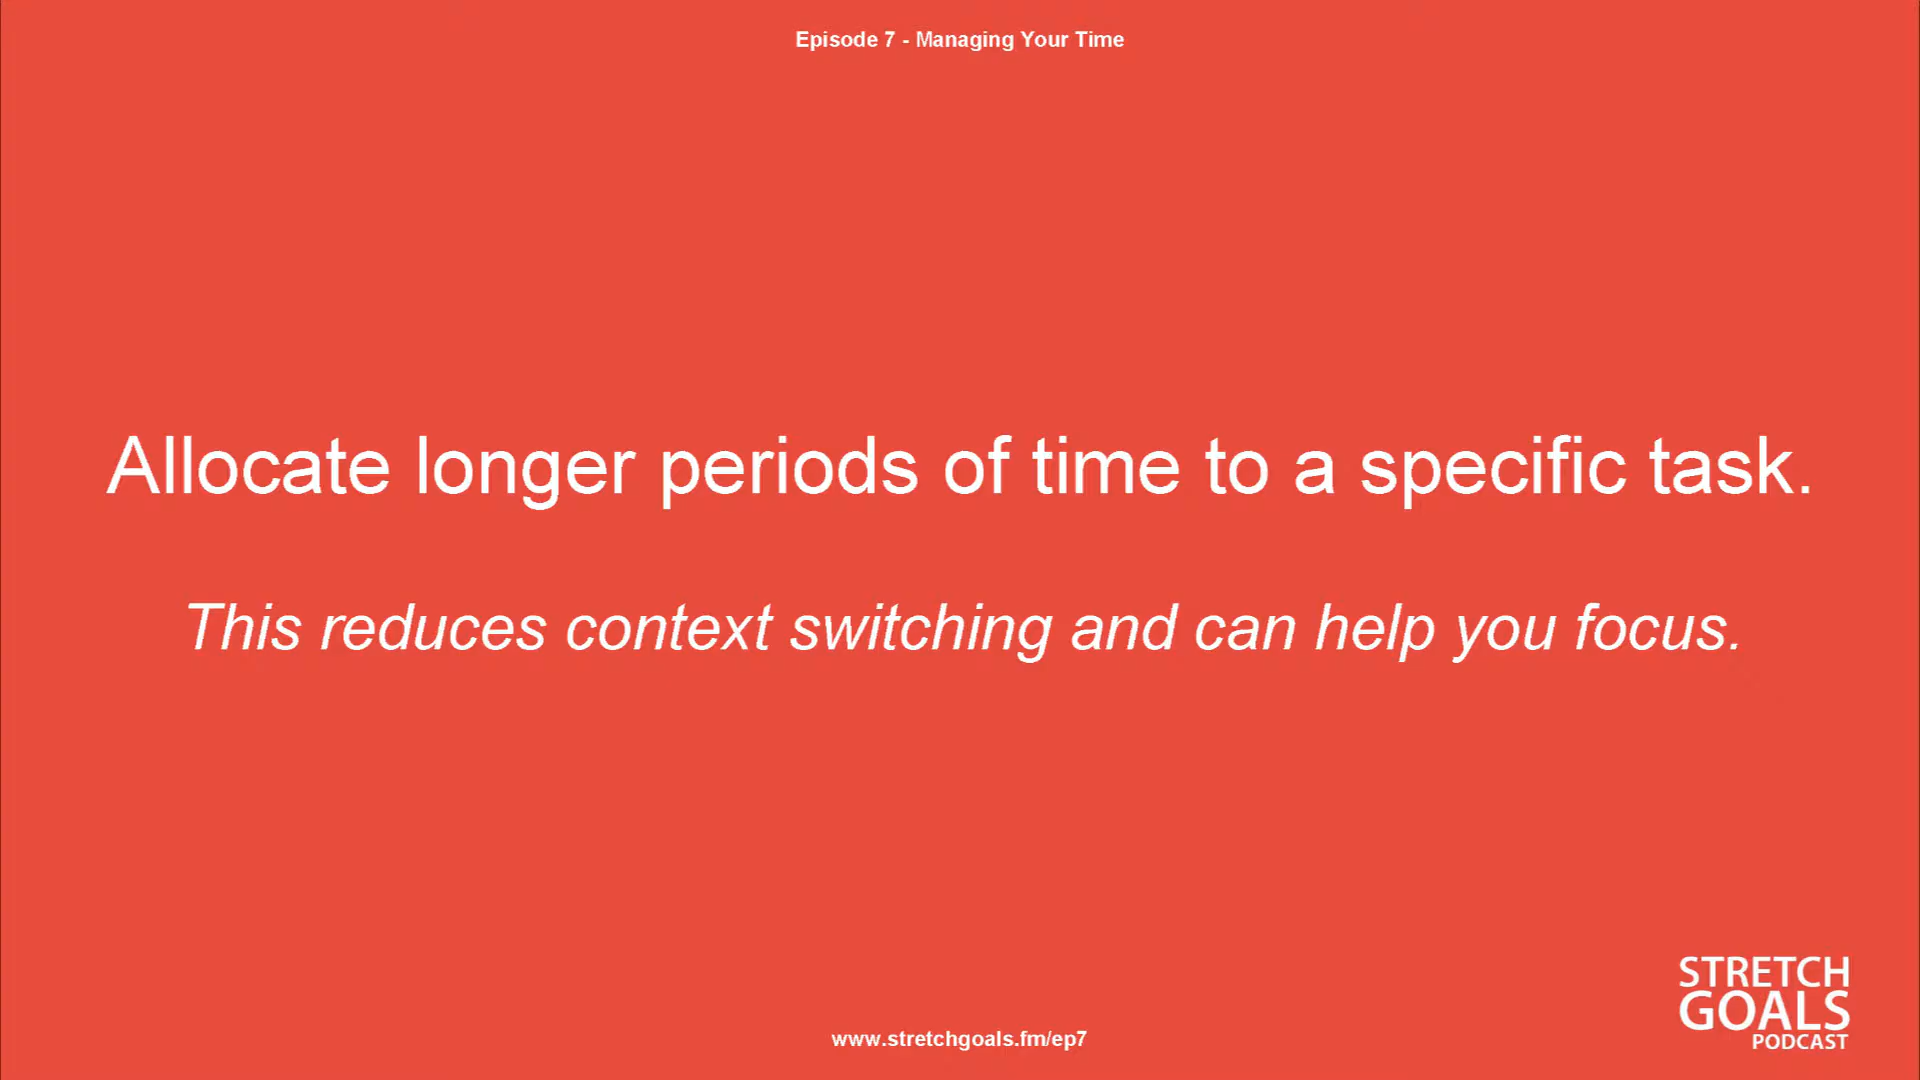 Episode 7 - Managing Your Time
Allocate longer periods of time to a specific task.
This reduces context switching and can help you focus.
www.stretchgoals.fm/ep7
STRETCH
GOALS
PODCAST